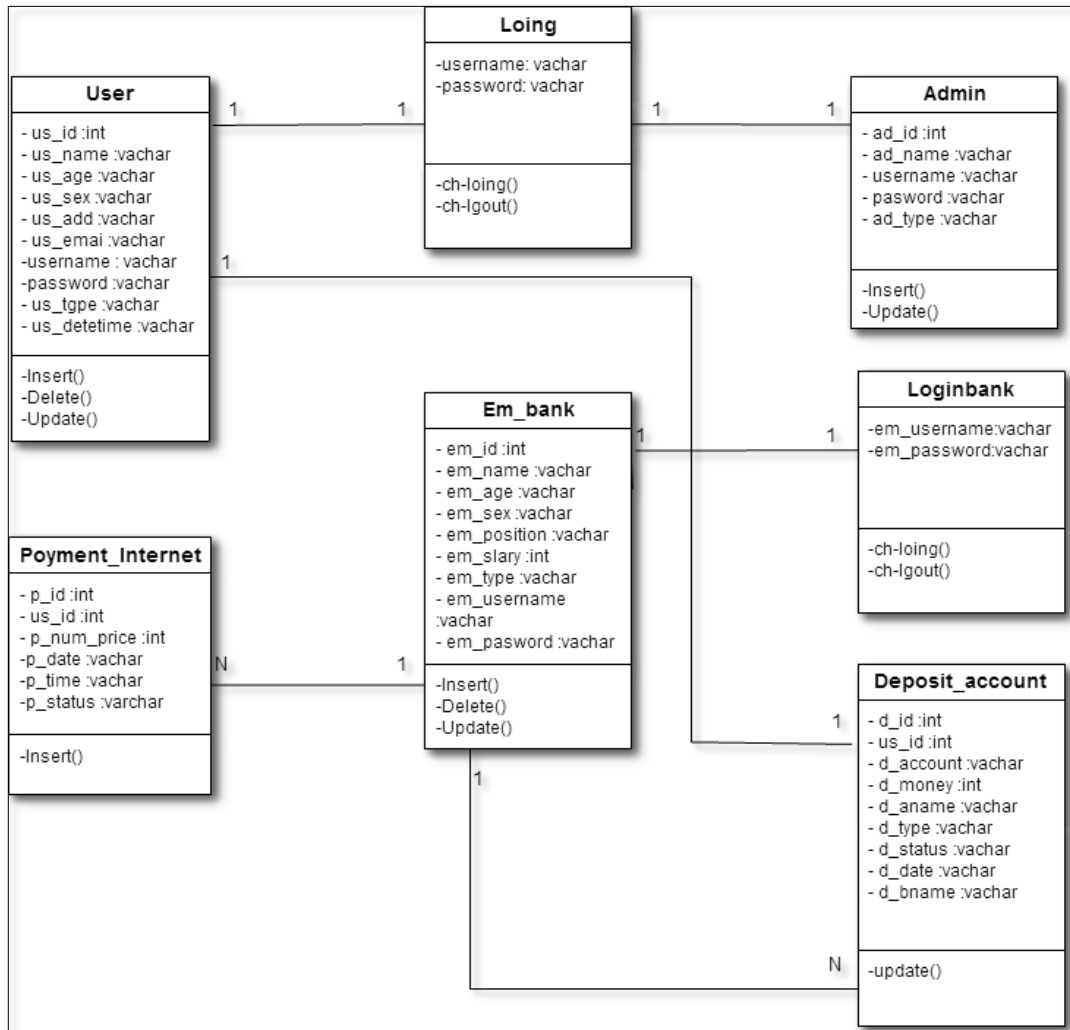 Loing
-username: vachar
-password: vachar
-ch-loing()
-ch-lgout()
User
- us_id :int
- us_name :vachar
- us_age :vachar
- us_sex :vachar
- us_add :vachar
- us_emai :vachar
-username : vachar
-password :vachar
- us_tgpe :vachar
- us_detetime :vachar
-Insert()
-Delete()
-Update()
1
1
1
1
1
Admin
- ad_id :int
- ad_name :vachar
- username :vachar
- pasword :vachar
- ad_type :vachar
-Insert()
-Update()
Em_bank
- em_id :int
- em_name :vachar
- em_age :vachar
- em_sex :vachar
- em_position :vachar
- em_slary :int
- em_type :vachar
- em_username
:vachar
- em_pasword :vachar
-Insert()
-Delete()
-Update()
1
1
Loginbank
-em_username:vachar
-em_password:vachar
-ch-loing()
-ch-lgout()
Poyment_Internet
- p_id :int
- us_id :int
- p_num_price :int
-p_date :vachar
-p_time :vachar
-p_status :varchar
-Insert()
N
1
1
1
N
Deposit_account
- d_id :int
- us_id :int
- d_account :vachar
- d_money :int
- d_aname :vachar
- d_type :vachar
- d_status :vachar
- d_date :vachar
- d_bname :vachar
-update()